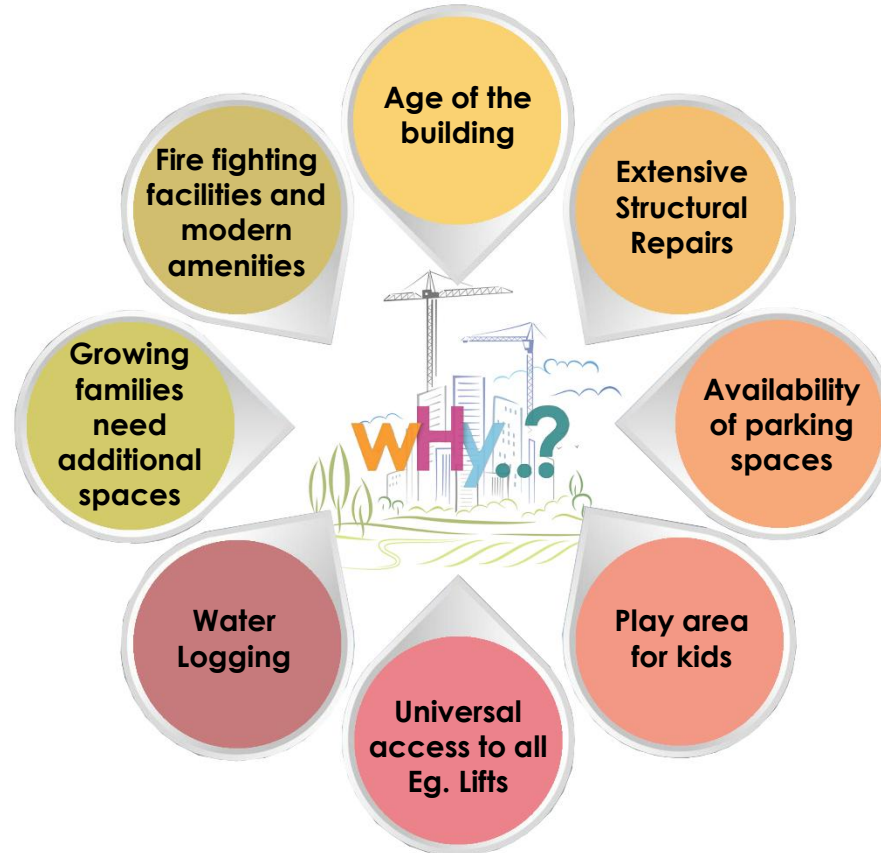 Age of the
building
Extensive
Structural
Repairs
Availability
of parking
spaces
Play area
for kids
Universal
access to all
Eg. Lifts
Water
Logging
Growing
families
need
additional
spaces
Fire fighting
facilities and
modern
amenities
wHy..?